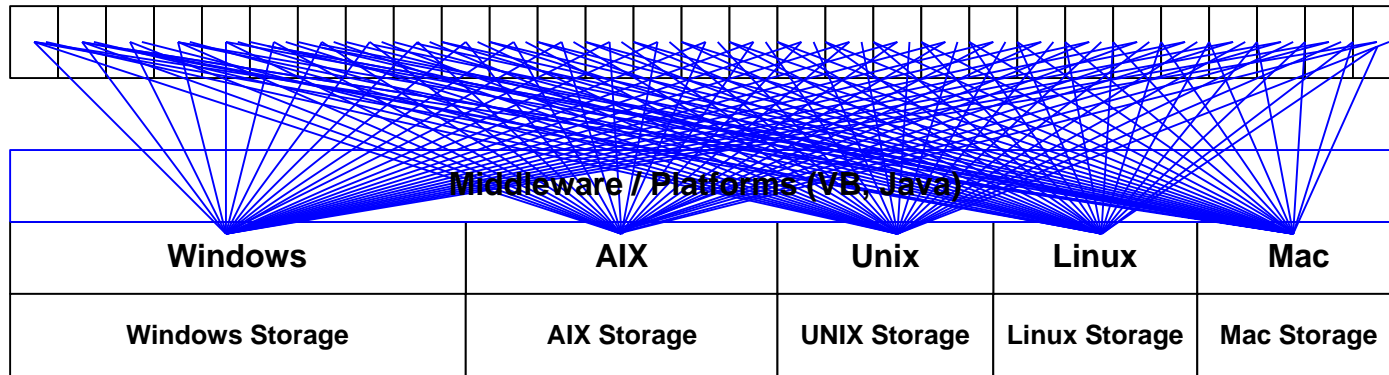 Middleware / Platforms (VB, Java)
Windows AIX Unix Linux Mac
Windows Storage AIX Storage UNIX Storage Linux Storage Mac Storage